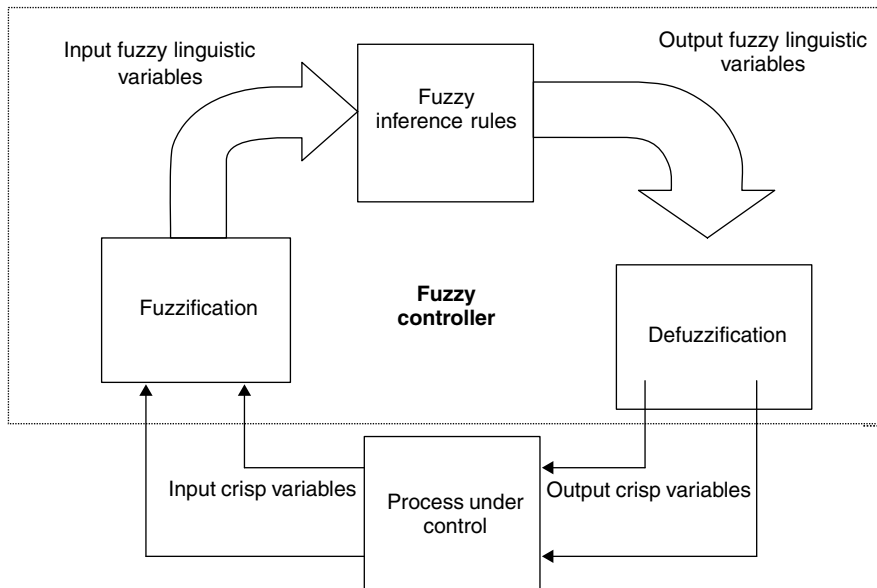 Input fuzzy linguistic
variables
Output fuzzy linguistic
variables
Fuzzy
inference rules
Fuzzification
Fuzzy
controller
Defuzzification
Input crisp variables
Output crisp variables
Process under
control